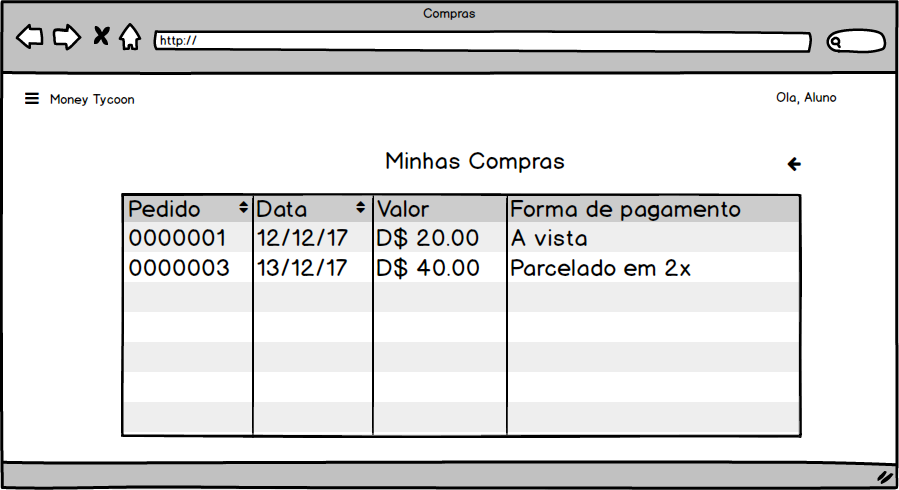 Compras
http://
Money Tycoon
Ola, Aluno
Minhas Compras
Pedido Data Valor Forma de pagamento
0000001 12/12/17 D$ 20.00 A vista
0000003 13/12/17 D$ 40.00 Parcelado em 2x